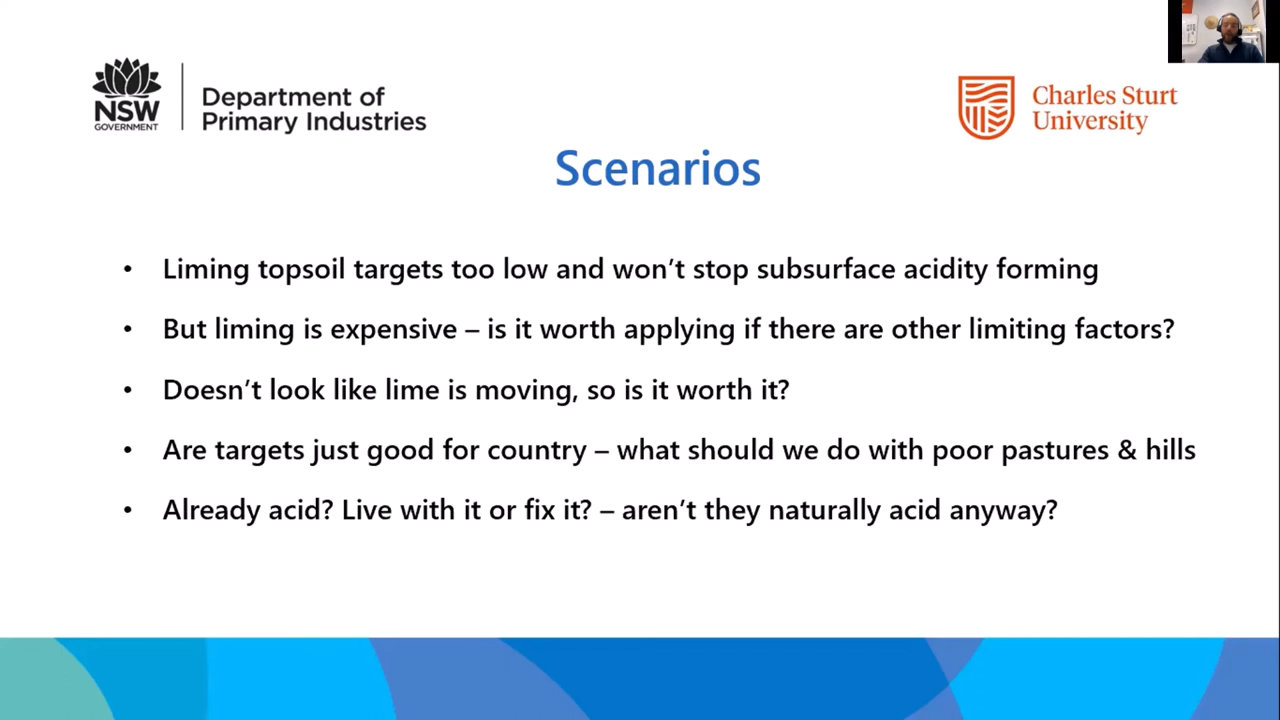 NSW
GOVERNMENT
Department of
Primary Industries
Charles Sturt
University
Scenarios
• Liming topsoil targets too low and won’t stop subsurface acidity forming
• But liming is expensive – is it worth applying if there are other limiting factors?
• Doesn’t look like lime is moving, so is it worth it?
• Are targets just good for country – what should we do with poor pastures & hills
• Already acid? Live with it or fix it? – aren’t they naturally acid anyway?